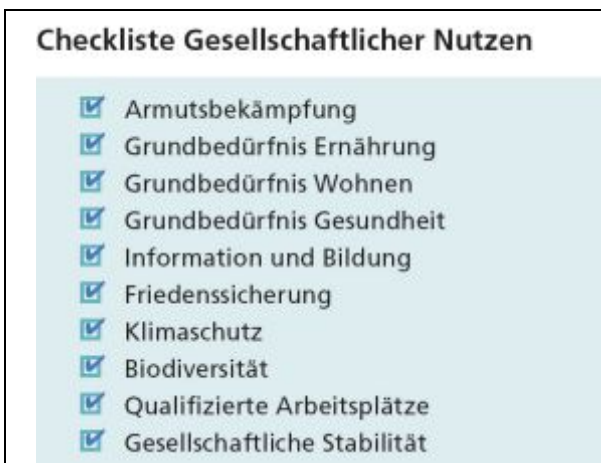 Checkliste Gesellschaftlicher Nutzen
Armutsbekämpfung
Grundbedürfnis Ernährung
Grundbedürfnis Wohnen
Grundbedürfnis Gesundheit
Information und Bildung
Friedenssicherung
Klimaschutz
Biodiversität
Qualifizierte Arbeitsplätze
Gesellschaftliche Stabilität